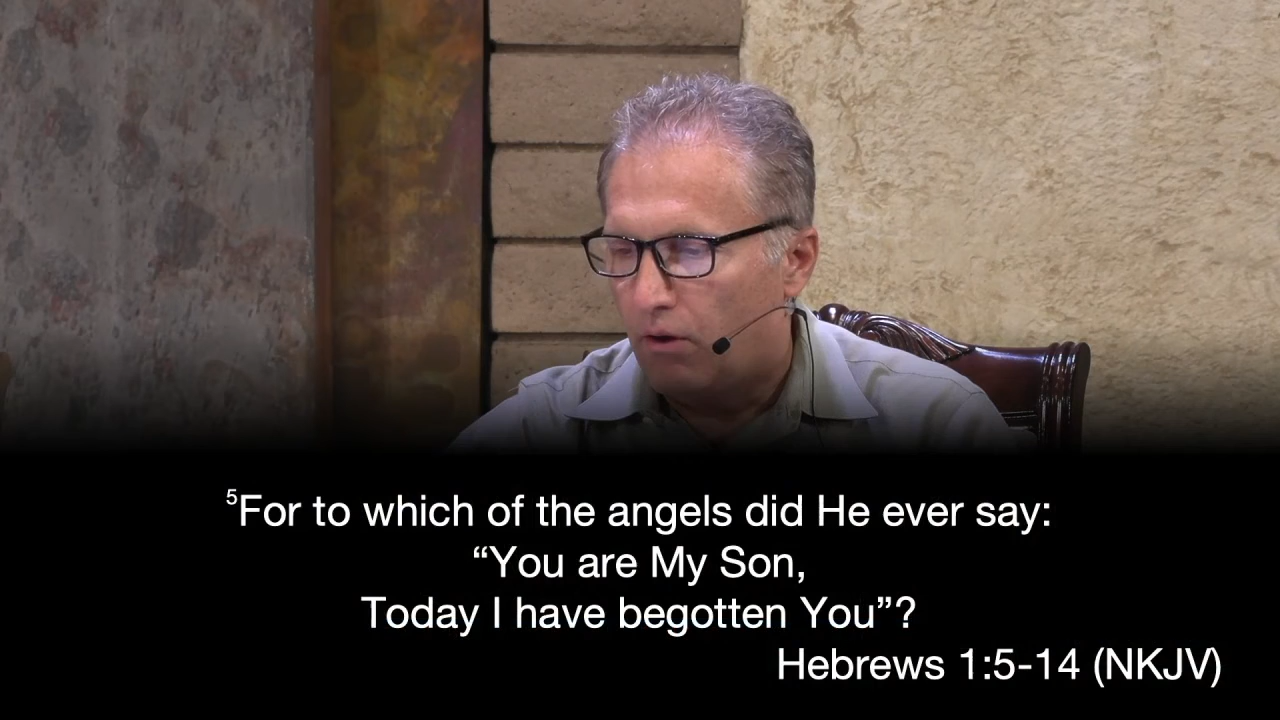 ⁵For to which of the angels did He ever say:
“You are My Son,
Today I have begotten You”?
Hebrews 1:5-14 (NKJV)